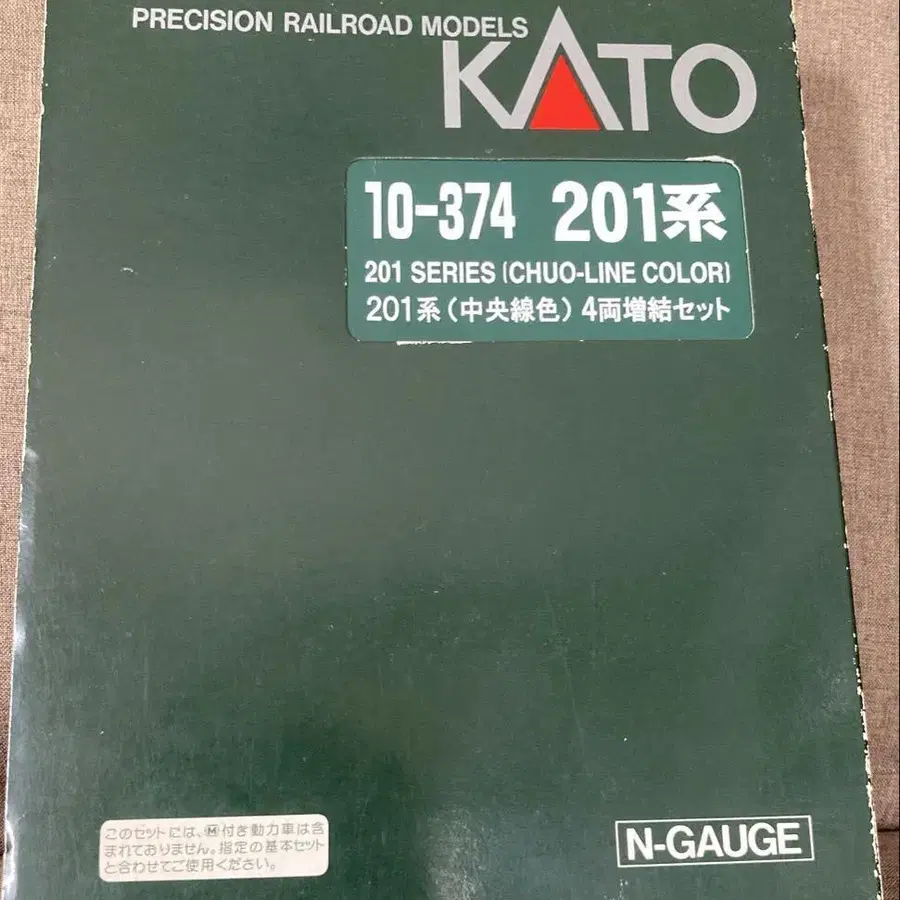 PRECISION RAILROAD MODELS
KATO
10-374 201系
201 SERIES (CHUO-LINE COLOR)
201系(中央線色)4両増結セット
このセットには、Ⓜ付き動力車は含
まれておりません。指定の基本セット
と合わせてご使用ください。
N-GAUGE